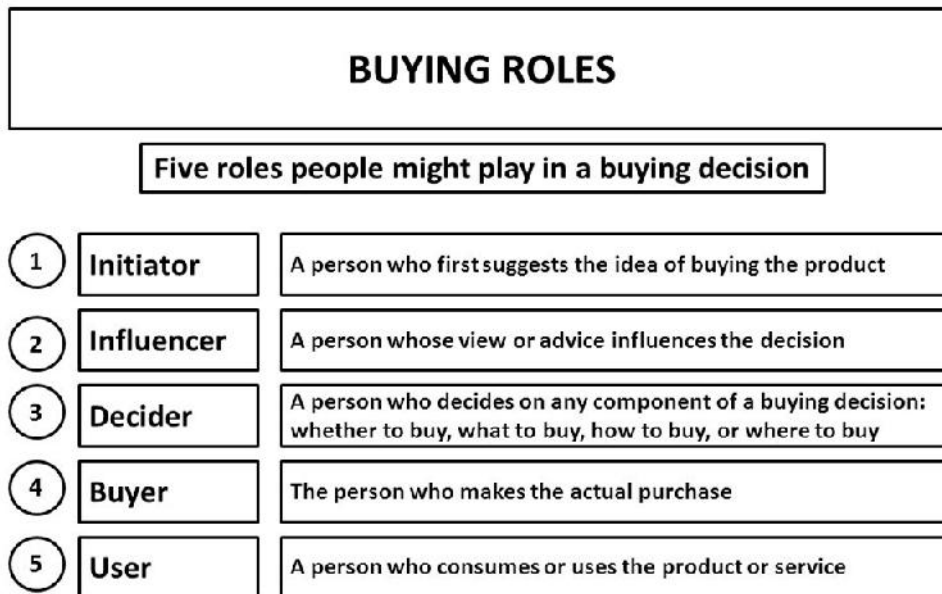 BUYING ROLES
Five roles people might play in a buying decision
1 Initiator A person who first suggests the idea of buying the product
2 Influencer A person whose view or advice influences the decision
3 Decider A person who decides on any component of a buying decision:
whether to buy, what to buy, how to buy, or where to buy
4 Buyer The person who makes the actual purchase
5 User A person who consumes or uses the product or service